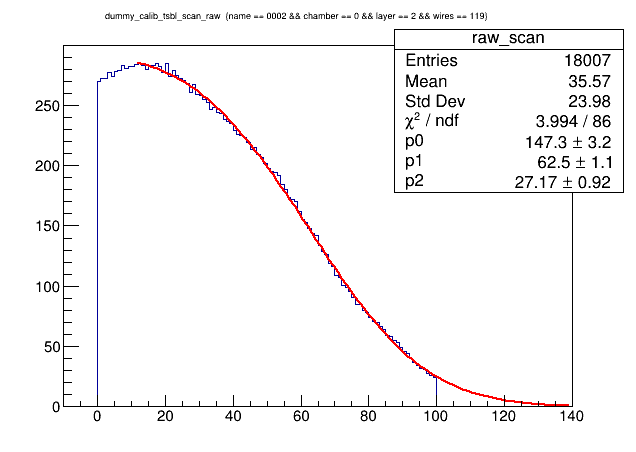 dummy_calib_tsbl_scan_raw (name == 0002 && chamber == 0 && layer == 2 && wires == 119)
raw_scan
Entries 18007
Mean 35.57
Std Dev 23.98
χ² / ndf 3.994 / 86
p0 147.3 ± 3.2
p1 62.5 ± 1.1
p2 27.17 ± 0.92
250
200
150
100
50
0
0 20 40 60 80 100 120 140